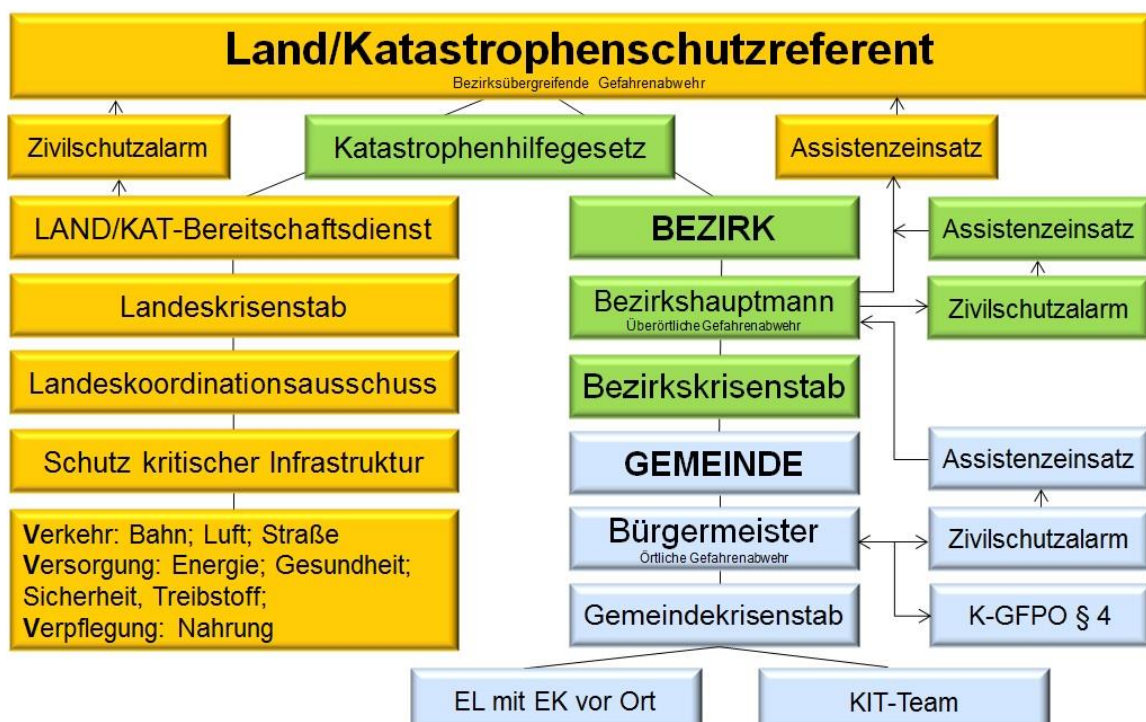 Land/Katastrophenschutzreferent
Bezirksübergreifende Gefahrenabwehr
Zivilschutzalarm
Katastrophenhilfegesetz
Assistenzeinsatz
LAND/KAT-Bereitschaftsdienst
BEZIRK
Assistenzeinsatz
Landeskrisenstab
Bezirkshauptmann
Überörtliche Gefahrenabwehr
Zivilschutzalarm
Landeskoordinationsausschuss
Bezirkskrisenstab
Schutz kritischer Infrastruktur
GEMEINDE
Assistenzeinsatz
Verkehr: Bahn; Luft; Straße
Versorgung: Energie; Gesundheit;
Sicherheit, Treibstoff;
Verpflegung: Nahrung
Bürgermeister
Örtliche Gefahrenabwehr
Zivilschutzalarm
Gemeindekrisenstab
K-GFPO § 4
EL mit EK vor Ort
KIT-Team